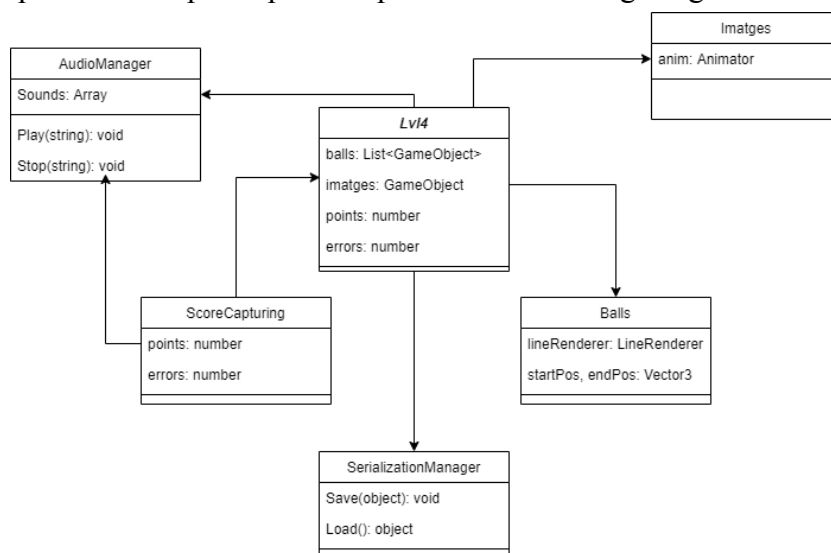 Imatges
anim: Animator
AudioManager
Sounds: Array
Play(string): void
Stop(string): void
Lvl4
balls: List<GameObject>
imatges: GameObject
points: number
errors: number
ScoreCapturing
points: number
errors: number
Balls
lineRenderer: LineRenderer
startPos, endPos: Vector3
SerializationManager
Save(object): void
Load(): object